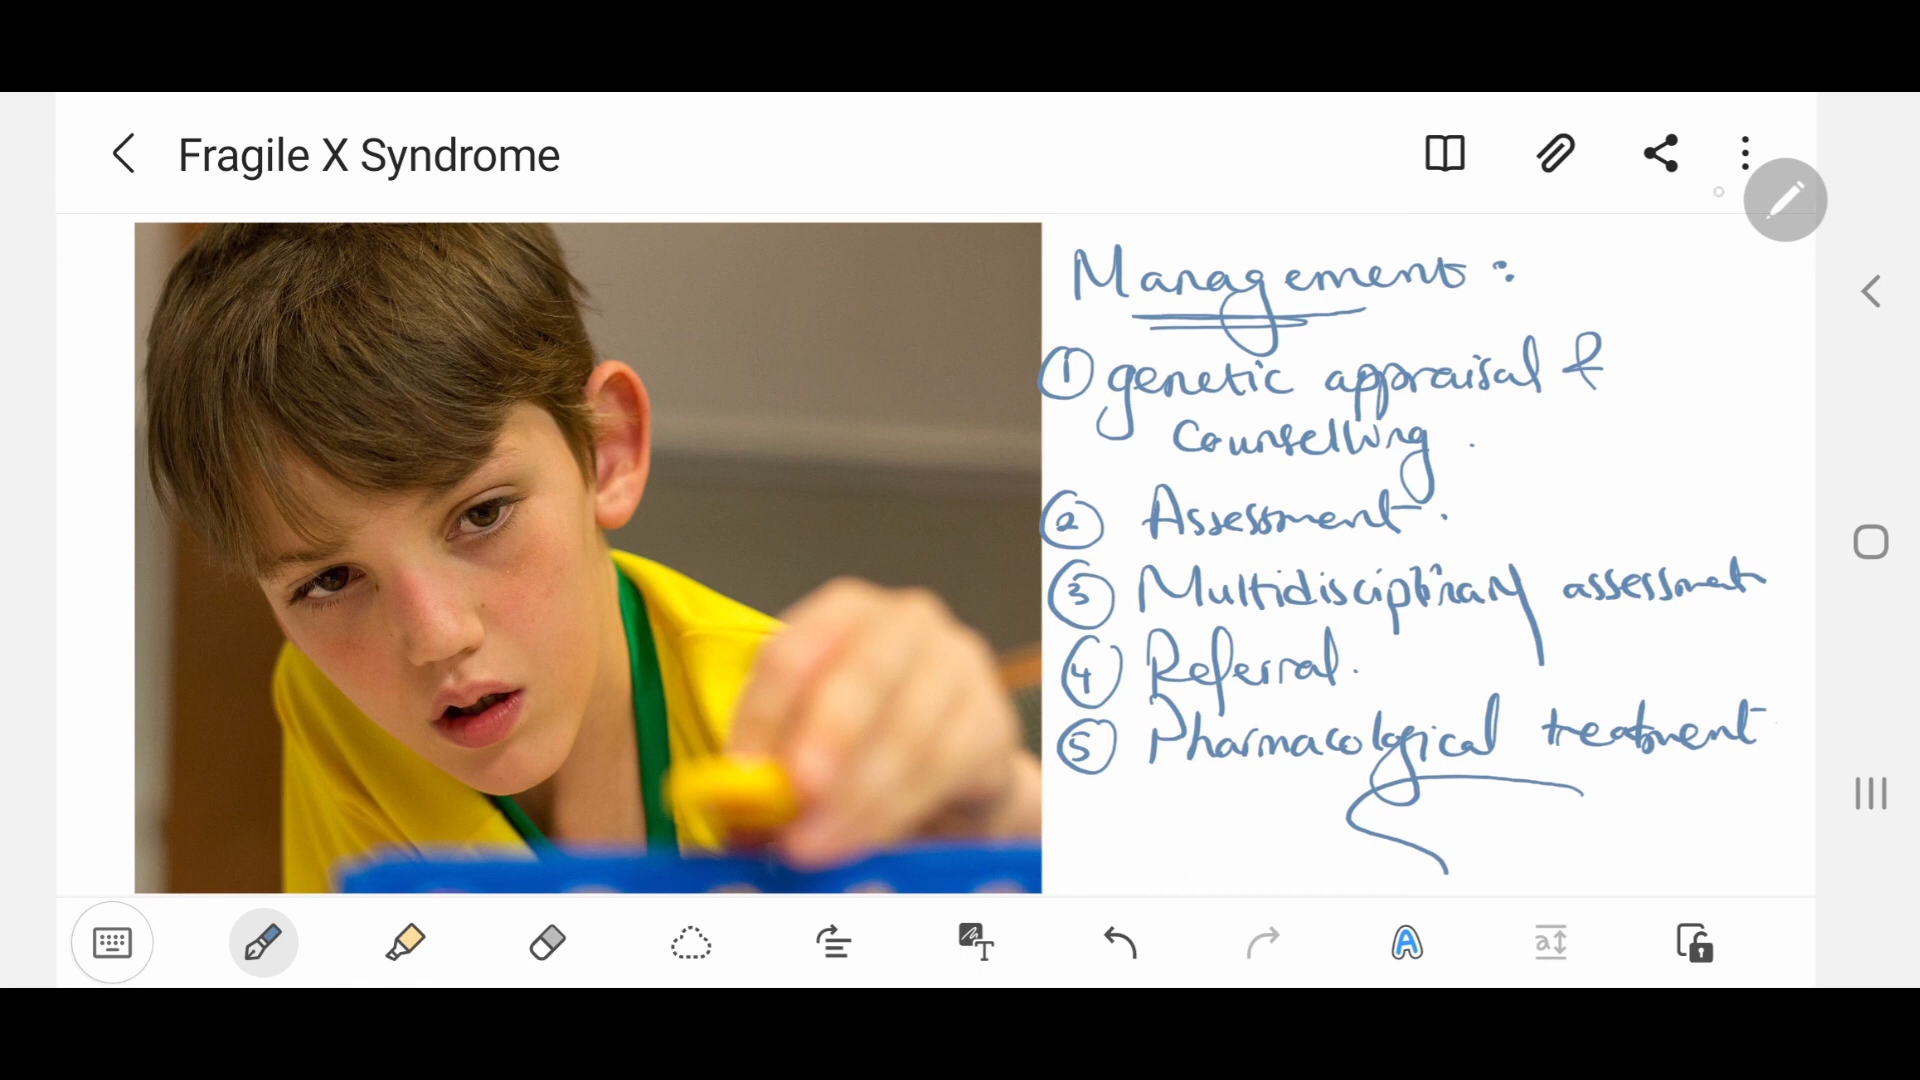 Fragile X Syndrome
Management :
① genetic appraisal &
Counselling .
② Assessment .
③ Multidisciplinary assessment
④ Referral .
⑤ Pharmacological treatment